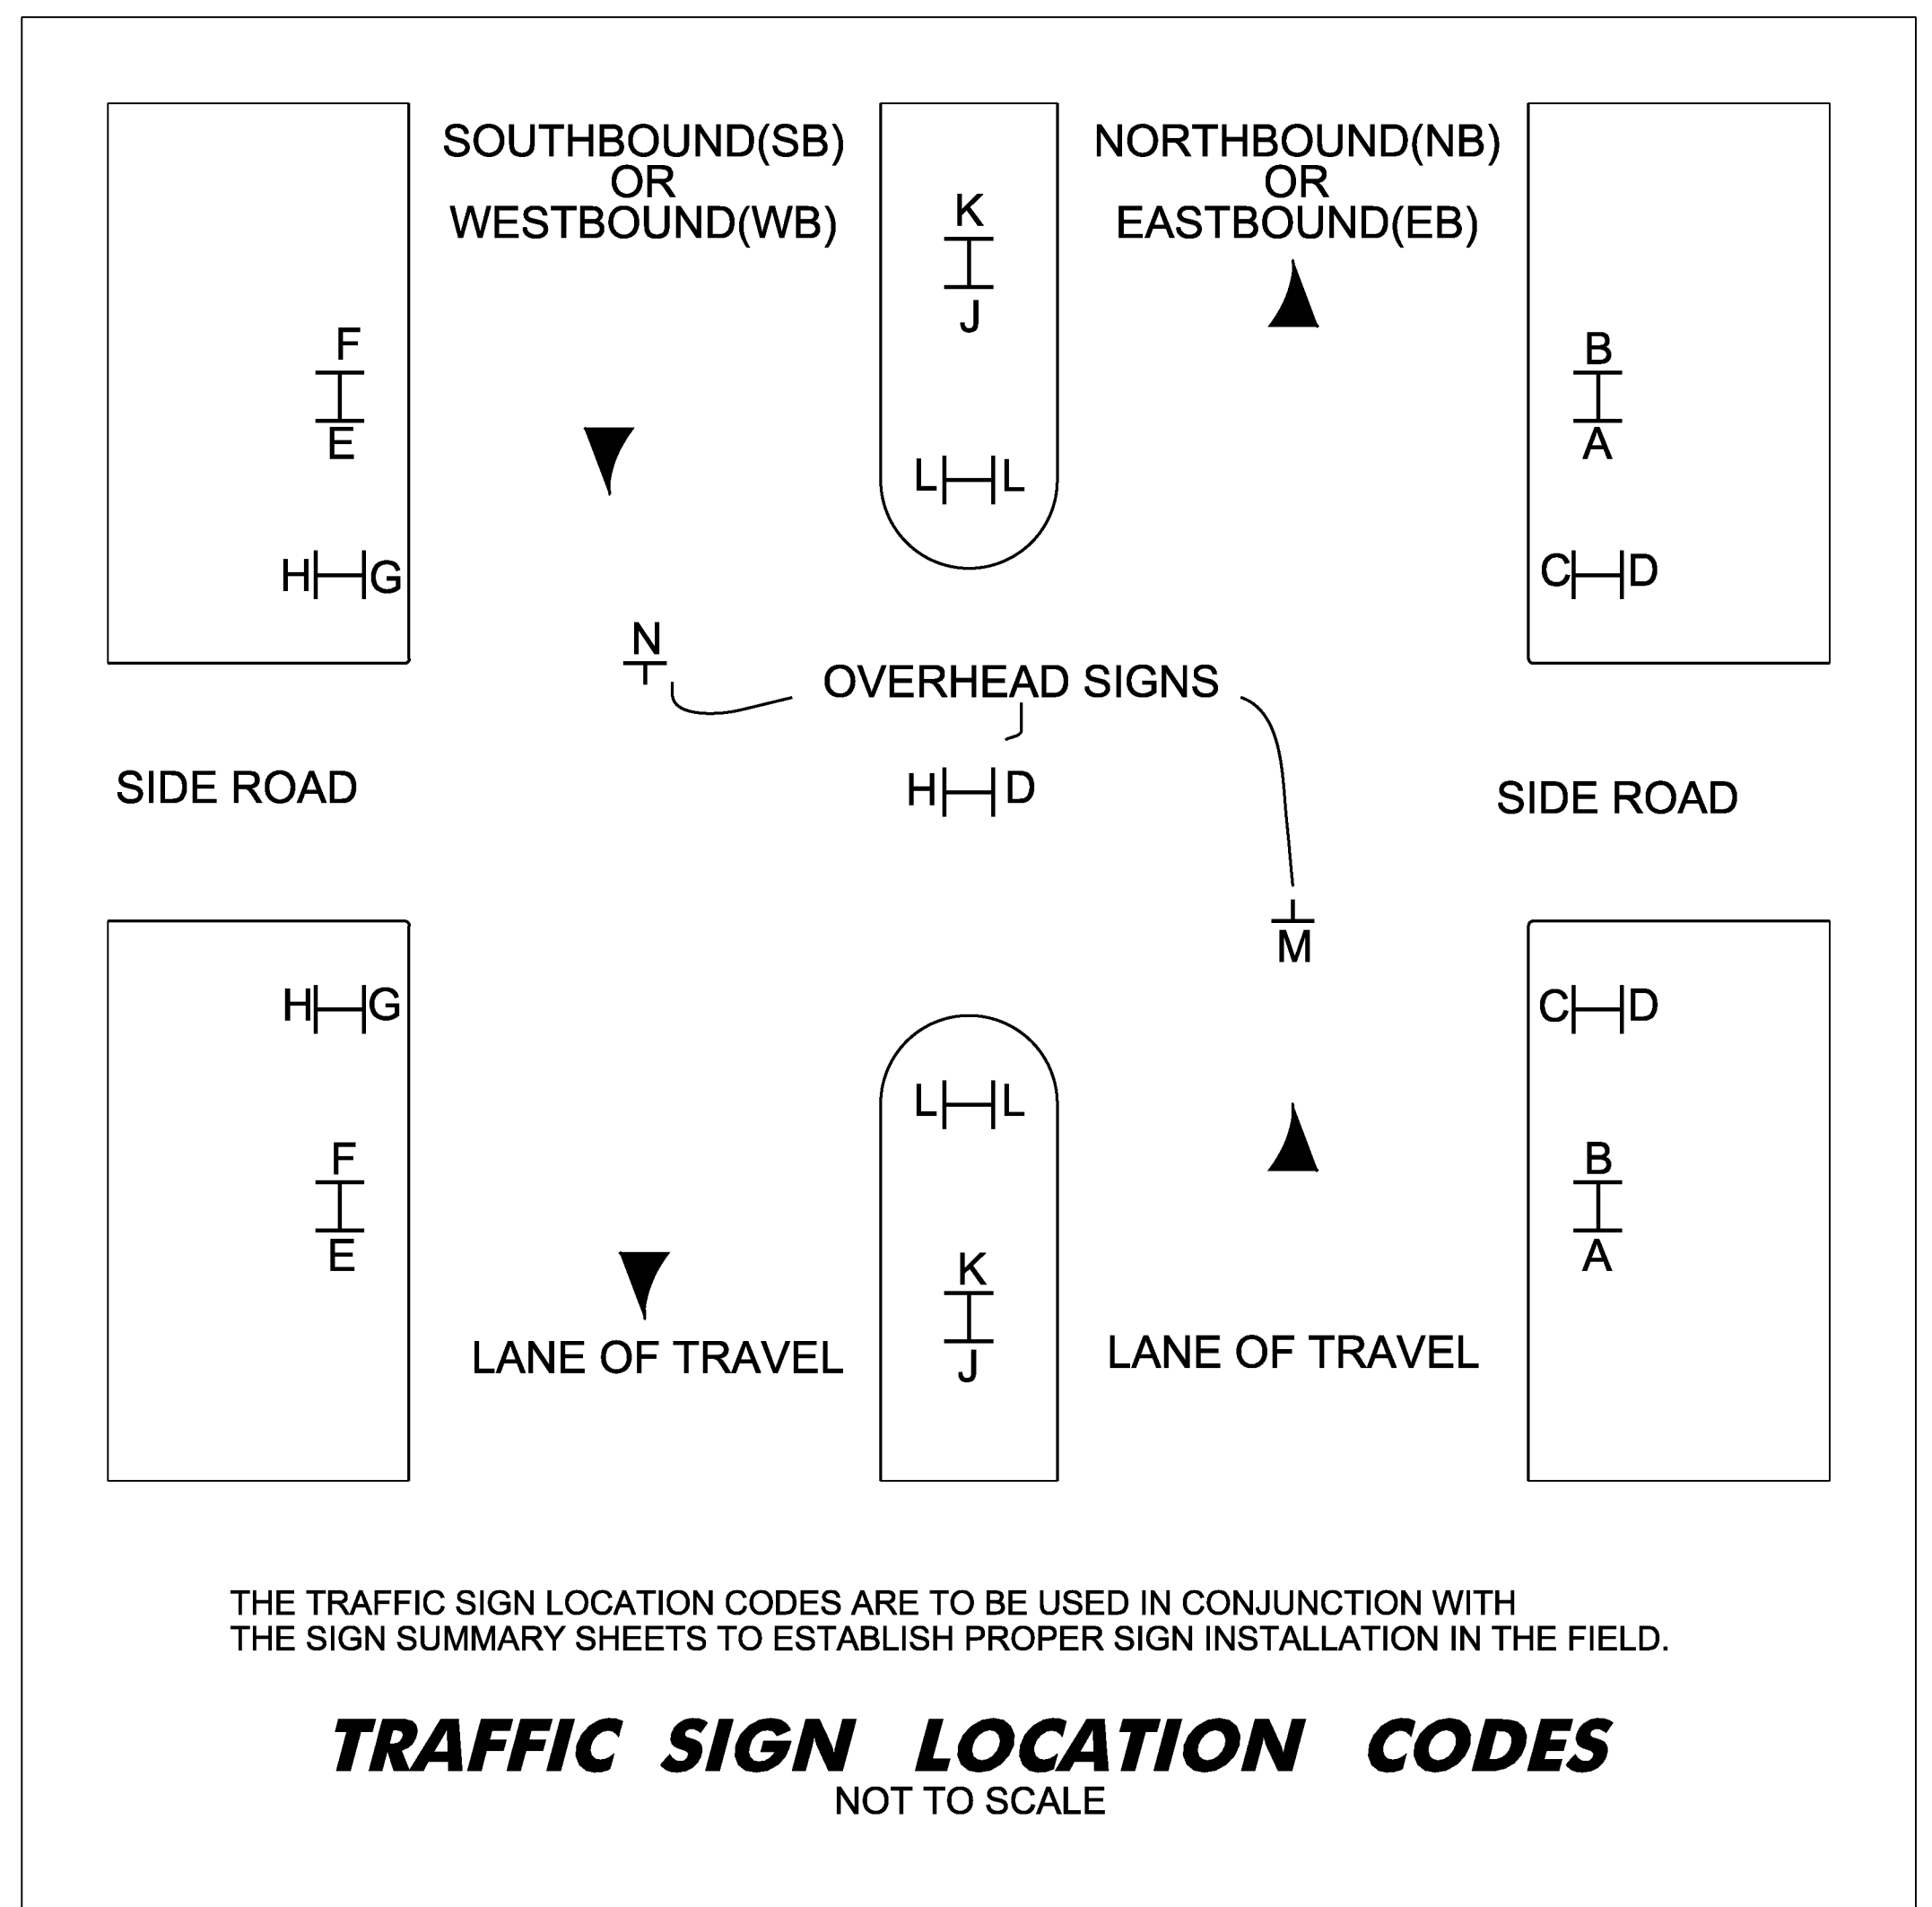 SOUTHBOUND(SB)
OR
WESTBOUND(WB)
K
J
NORTHBOUND(NB)
OR
EASTBOUND(EB)
F
E
B
A
L L
H G
C D
N
OVERHEAD SIGNS
SIDE ROAD
H D
SIDE ROAD
M
H G
C D
L L
F
E
B
A
K
J
LANE OF TRAVEL
LANE OF TRAVEL
THE TRAFFIC SIGN LOCATION CODES ARE TO BE USED IN CONJUNCTION WITH
THE SIGN SUMMARY SHEETS TO ESTABLISH PROPER SIGN INSTALLATION IN THE FIELD.
TRAFFIC SIGN LOCATION CODES
NOT TO SCALE